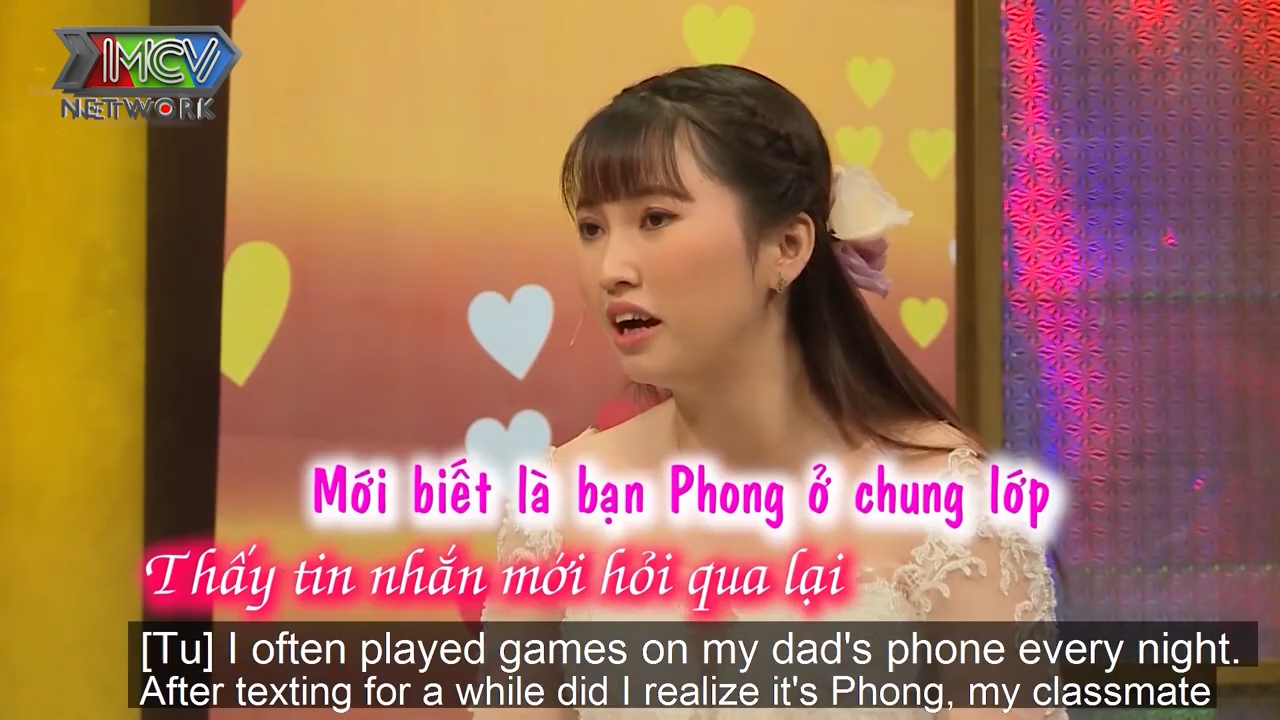 MCV
NETWORK
Mới biết là bạn Phong ở chung lớp
Thấy tin nhắn mới hỏi qua lại
[Tu] I often played games on my dad's phone every night.
After texting for a while did I realize it's Phong, my classmate